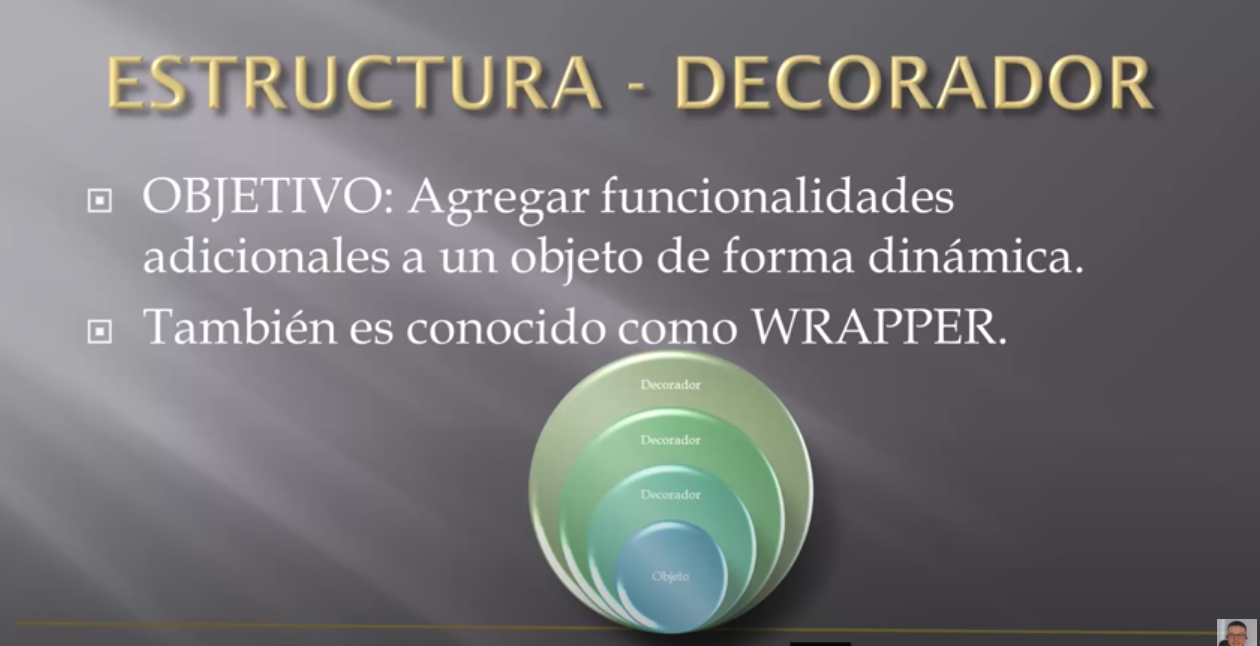 ESTRUCTURA - DECORADOR
OBJETIVO: Agregar funcionalidades
adicionales a un objeto de forma dinámica.
También es conocido como WRAPPER.
Decorador
Decorador
Decorador
Objeto